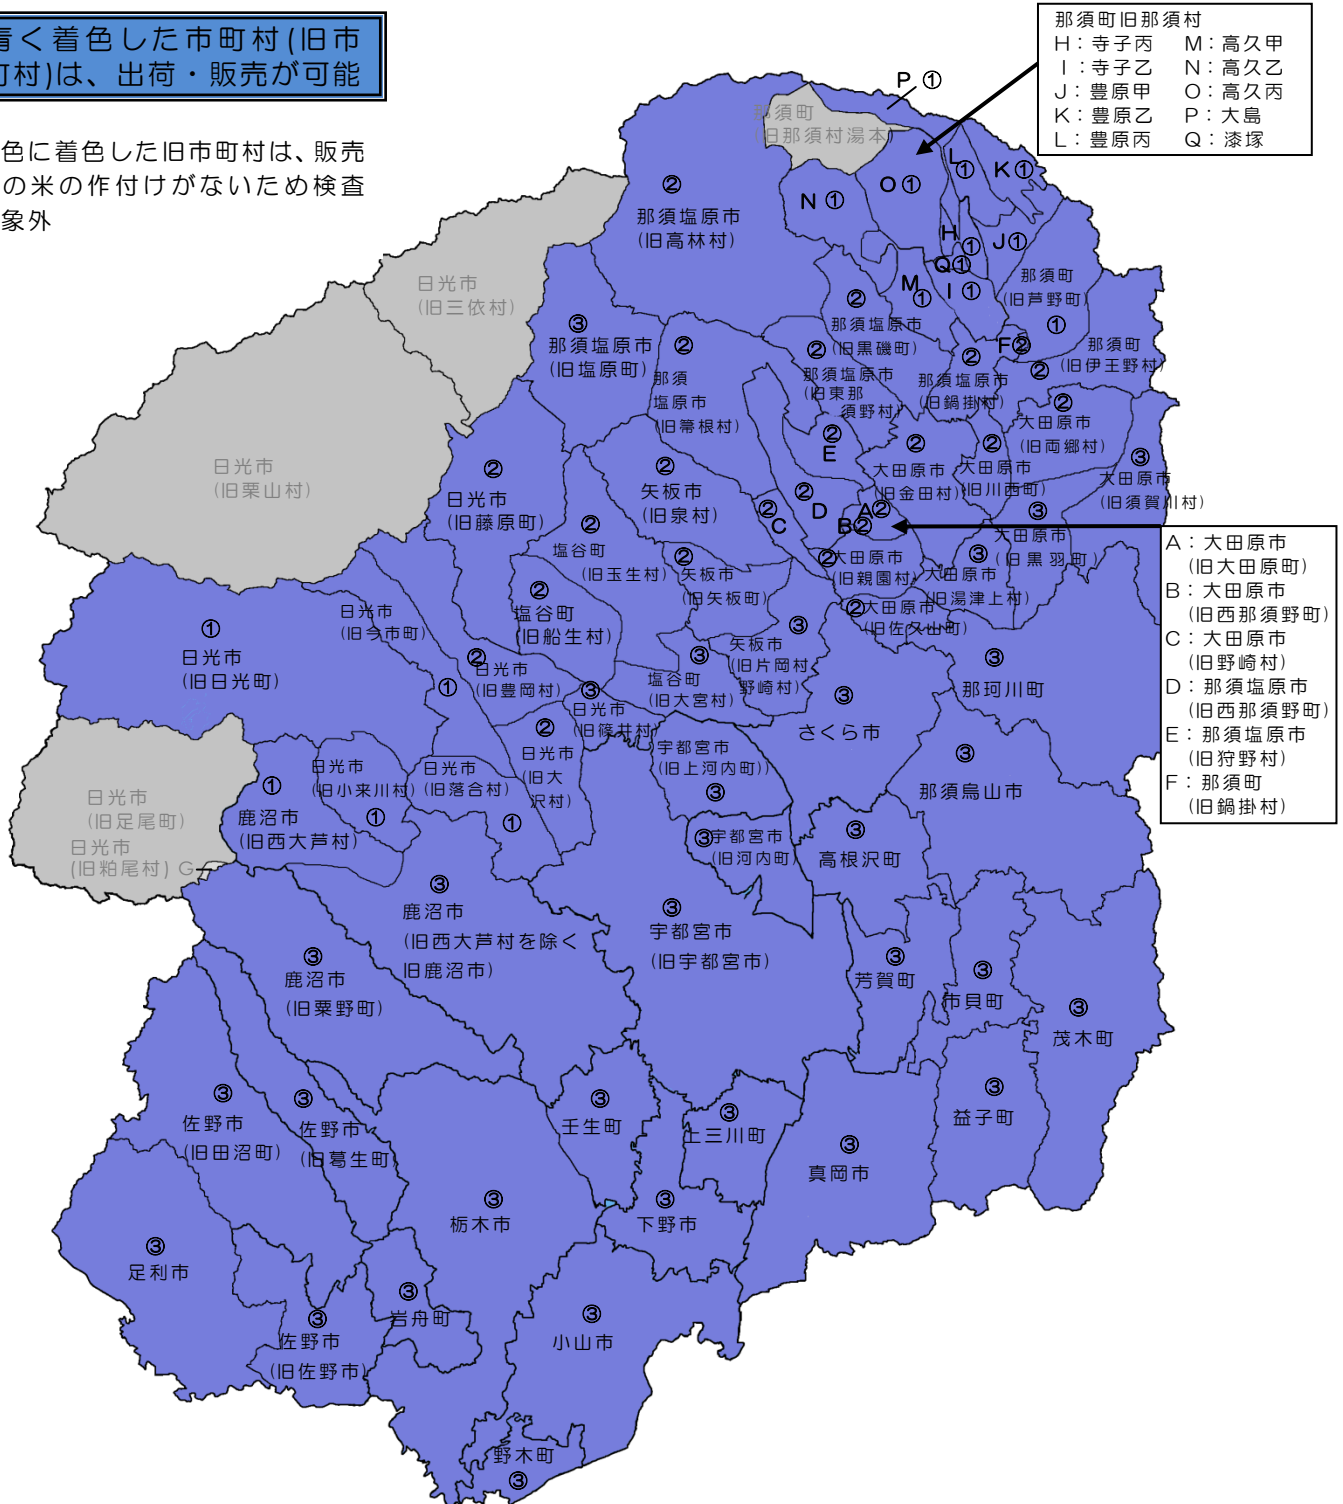 青く着色した市町村(旧市
町村)は、出荷・販売が可能
色に着色した旧市町村は、販売
の米の作付けがないため検査
象外
那須町旧那須村
H：寺子丙 M：高久甲
I：寺子乙 N：高久乙
J：豊原甲 O：高久丙
K：豊原乙 P：大島
L：豊原丙 Q：漆塚
P ①
那須町
(旧那須村湯本)
②
那須塩原市
(旧高林村)
N ①
O ①
L ①
K ①
H ①
J ①
Q ①
M ①
I ①
那須町
(旧芦野町)
①
日光市
(旧三依村)
③
那須塩原市
(旧塩原町)
②
那須
塩原市
(旧箒根村)
②
那須塩原市
(旧黒磯町)
②
那須塩原市
(旧東那
須野村)
②
那須塩原市
(旧鍋掛村)
F ②
那須町
(旧伊王野村)
②
②
大田原市
(旧両郷村)
③
大田原市
(旧須賀川村)
②
E
②
大田原市
(旧金田村)
②
大田原市
(旧川西町)
③
大田原市
(旧黒羽町)
日光市
(旧栗山村)
②
日光市
(旧藤原町)
②
矢板市
(旧泉村)
②
C
②
D
A ②
B ②
②
塩谷町
(旧玉生村)
②
矢板市
(旧矢板町)
②
大田原市
(旧親園村)
③
大田原市
(旧湯津上村)
②
大田原市
(旧佐久山町)
A：大田原市
(旧大田原町)
B：大田原市
(旧西那須野町)
C：大田原市
(旧野崎村)
D：那須塩原市
(旧西那須野町)
E：那須塩原市
(旧狩野村)
F：那須町
(旧鍋掛村)
②
塩谷町
(旧船生村)
日光市
(旧今市町)
①
①
日光市
(旧日光町)
②
日光市
(旧豊岡村)
③
塩谷町
(旧大宮村)
③
矢板市
(旧片岡村
野崎村)
③
那珂川町
③
さくら市
③
日光市
(旧篠井村)
②
日光市
(旧大
沢村)
宇都宮市
(旧上河内町))
③
③
那須烏山市
日光市
(旧足尾町)
日光市
(旧粕尾村) G
①
鹿沼市
(旧西大芦村)
日光市
(旧小来川村)
①
日光市
(旧落合村)
①
③
宇都宮市
(旧河内町)
③
高根沢町
③
鹿沼市
(旧西大芦村を除く
旧鹿沼市)
③
宇都宮市
(旧宇都宮市)
③
鹿沼市
(旧粟野町)
③
芳賀町
③
市貝町
③
茂木町
③
佐野市
(旧田沼町)
③
佐野市
(旧葛生町)
③
壬生町
③
上三川町
③
益子町
③
真岡市
③
栃木市
③
下野市
③
足利市
③
岩舟町
③
佐野市
(旧佐野市)
③
小山市
野木町
③